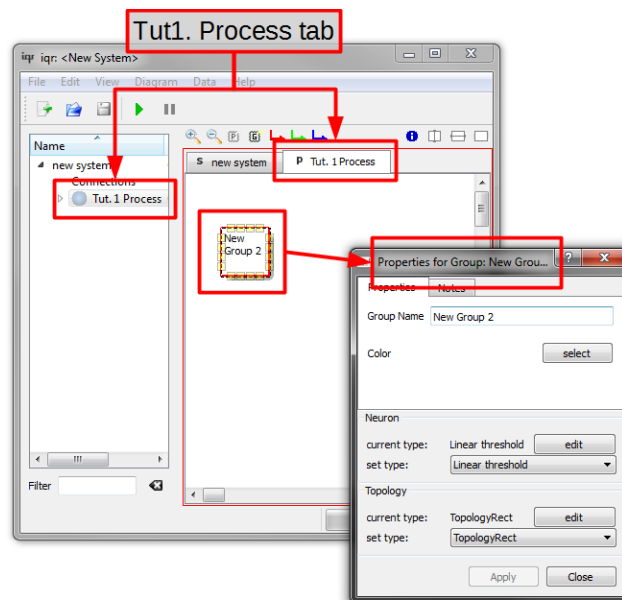 Tut1. Process tab
iqr iqr: <New System>
File Edit View Diagram Data Help
Name
new system
Connections
Tut. 1 Process
S new system
P Tut. 1 Process
New
Group 2
Filter
Properties for Group: New Grou...
Properties Notes
Group Name New Group 2
Color select
Neuron
current type: Linear threshold edit
set type: Linear threshold
Topology
current type: TopologyRect edit
set type: TopologyRect
Apply Close